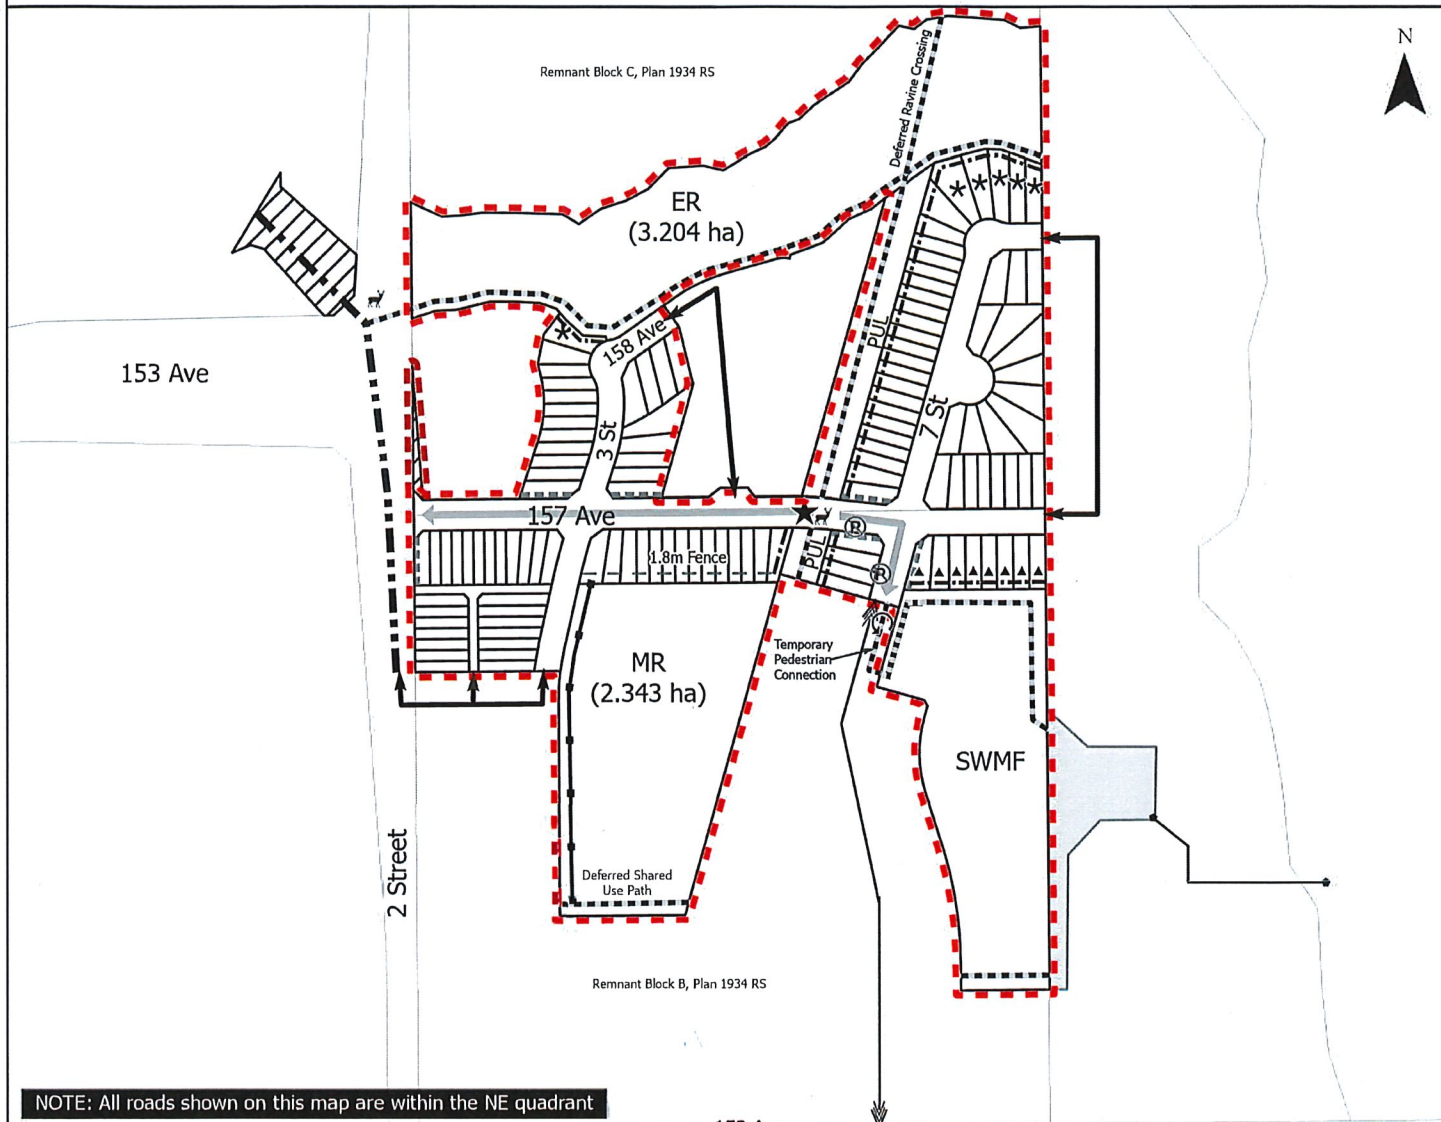 N
Remnant Block C, Plan 1934 RS
Deferred Ravine Crossing
ER
(3.204 ha)
153 Ave
158 Ave
PUL
7 St
3 St
157 Ave
R
PUL
1.8m Fence
R
Temporary
Pedestrian
Connection
MR
(2.343 ha)
SWMF
2 Street
Deferred Shared
Use Path
Remnant Block B, Plan 1934 RS
NOTE: All roads shown on this map are within the NE quadrant